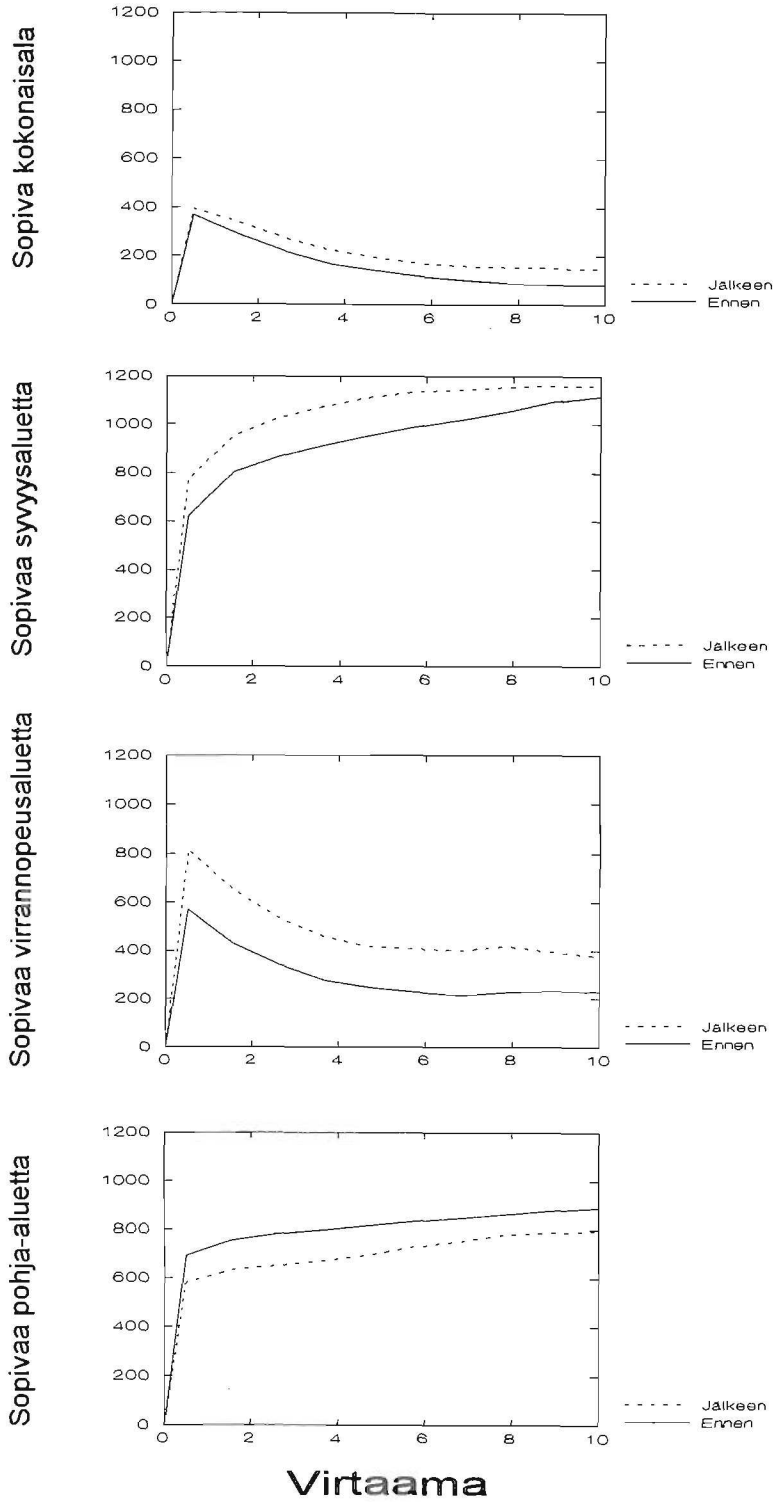 Sopiva kokonaisala
1200
1000
800
600
400
200
0
0 2 4 6 8 10
Jälkeen
Ennen
Sopivaa syvyysaluetta
1200
1000
800
600
400
200
0
0 2 4 6 8 10
Jälkeen
Ennen
Sopivaa virrannopeusaluetta
1200
1000
800
600
400
200
0
0 2 4 6 8 10
Jälkeen
Ennen
Sopivaa pohja-aluetta
1200
1000
800
600
400
200
0
0 2 4 6 8 10
Jälkeen
Ennen
Virtaama